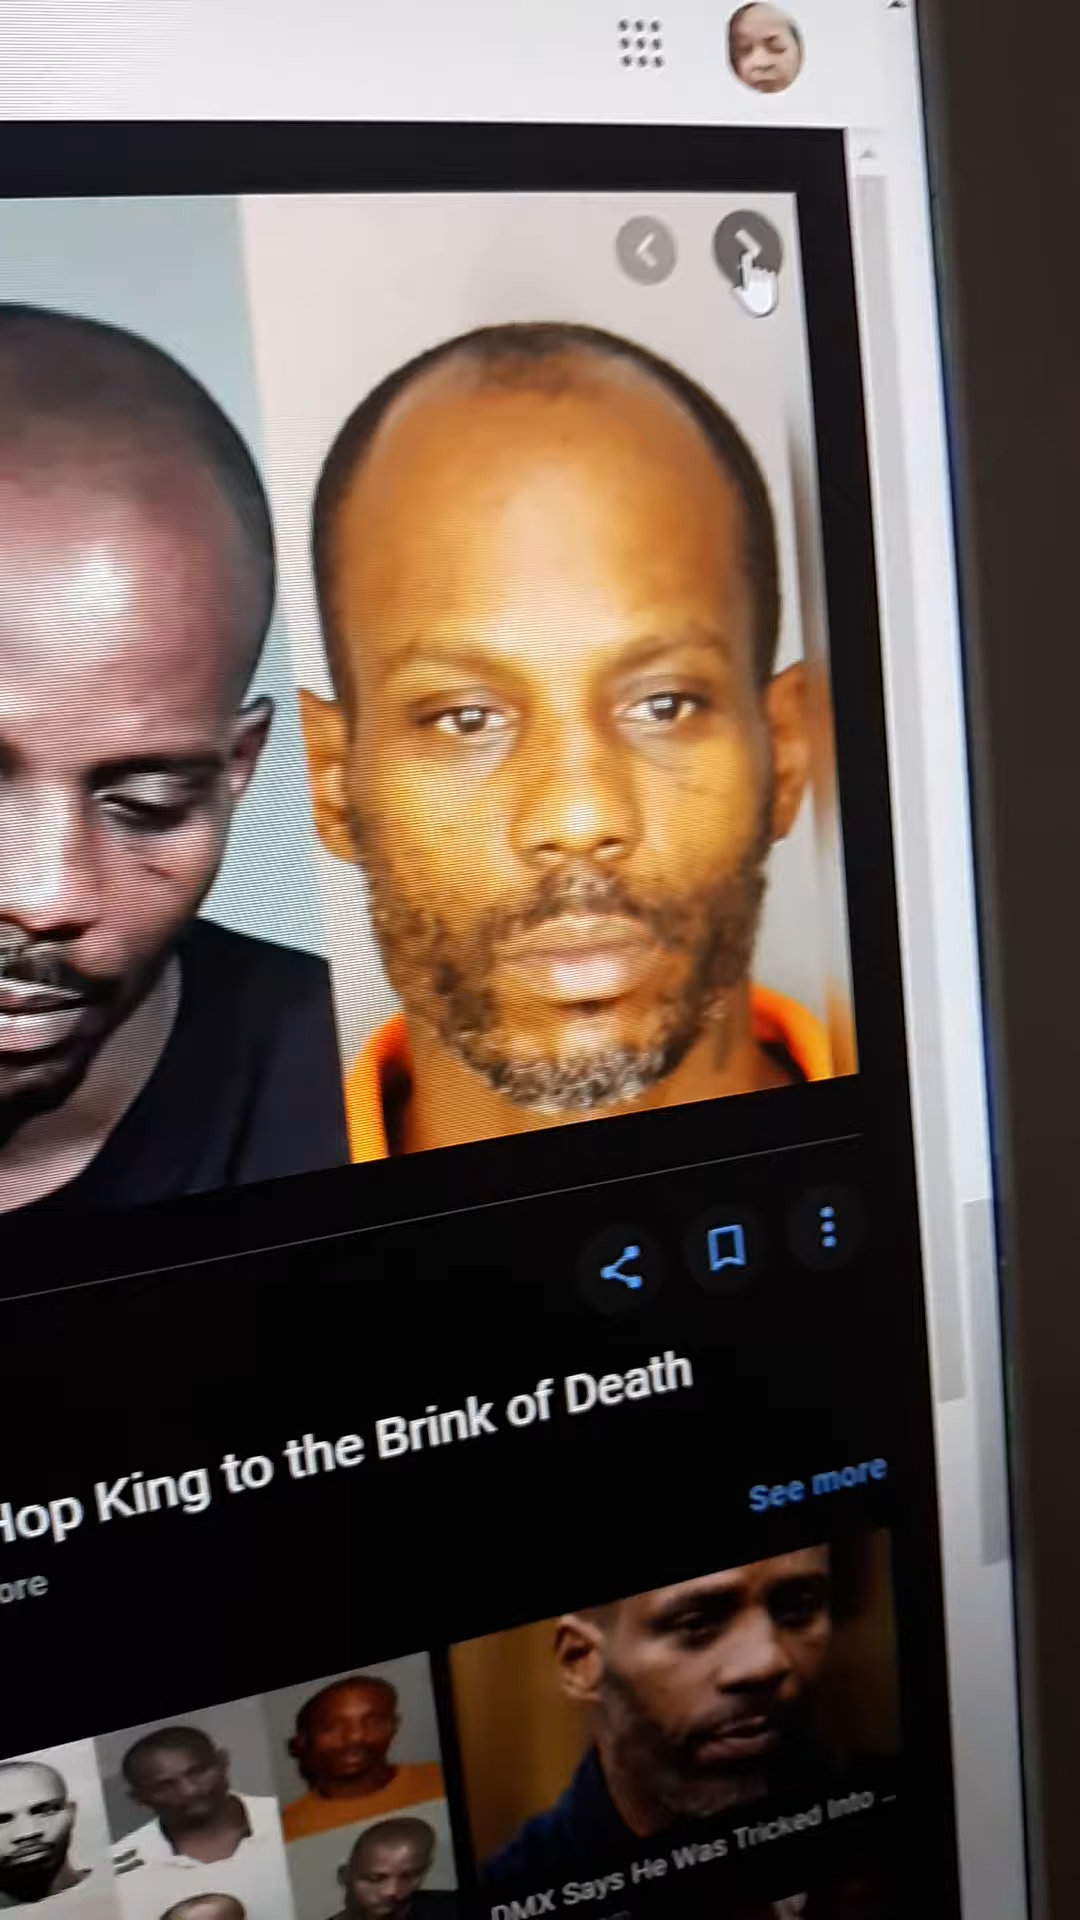 Hop King to the Brink of Death
See more
ore
DMX Says He Was Tricked Into ...